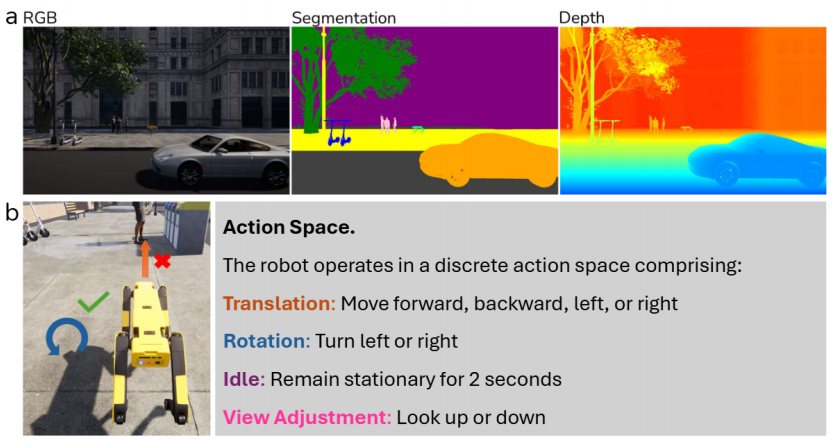 a RGB Segmentation Depth
b
Action Space.
The robot operates in a discrete action space comprising:
Translation: Move forward, backward, left, or right
Rotation: Turn left or right
Idle: Remain stationary for 2 seconds
View Adjustment: Look up or down